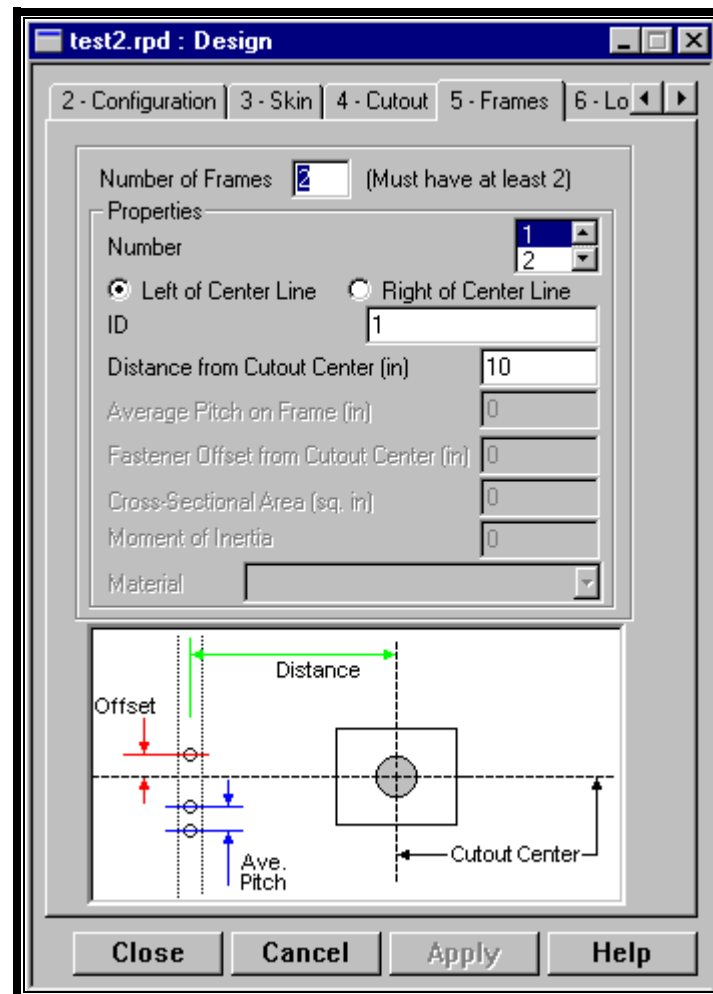 test2.rpd : Design
2 - Configuration 3 - Skin 4 - Cutout 5 - Frames 6 - Lo
Number of Frames 2 (Must have at least 2)
Properties
Number 1
2
Left of Center Line Right of Center Line
ID 1
Distance from Cutout Center (in) 10
Average Pitch on Frame (in) 0
Fastener Offset from Cutout Center (in) 0
Cross-Sectional Area (sq. in) 0
Moment of Inertia 0
Material
Distance
Offset
Cutout Center
Ave.
Pitch
Close Cancel Apply Help